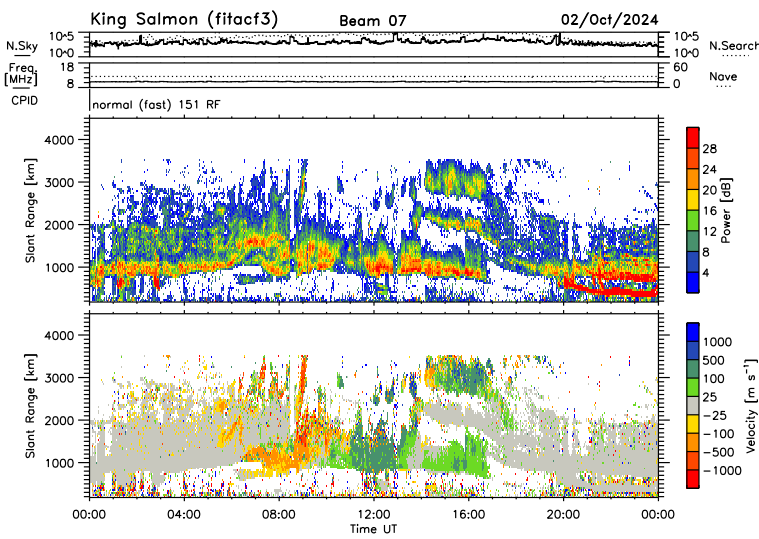 King Salmon (fitacf3) Beam 07 02/Oct/2024
N.Sky 10^5 10^0 10^5 10^0 N.Search
Freq. [MHz] 18 8 60 0 Nave
CPID normal (fast) 151 RF
4000
3000
2000
1000
Slant Range [km]
28
24
20
16
12
8
4
Power [dB]
4000
3000
2000
1000
Slant Range [km]
1000
500
100
25
−25
−100
−500
−1000
Velocity [m s⁻¹]
00:00 04:00 08:00 12:00 16:00 20:00 00:00
Time UT